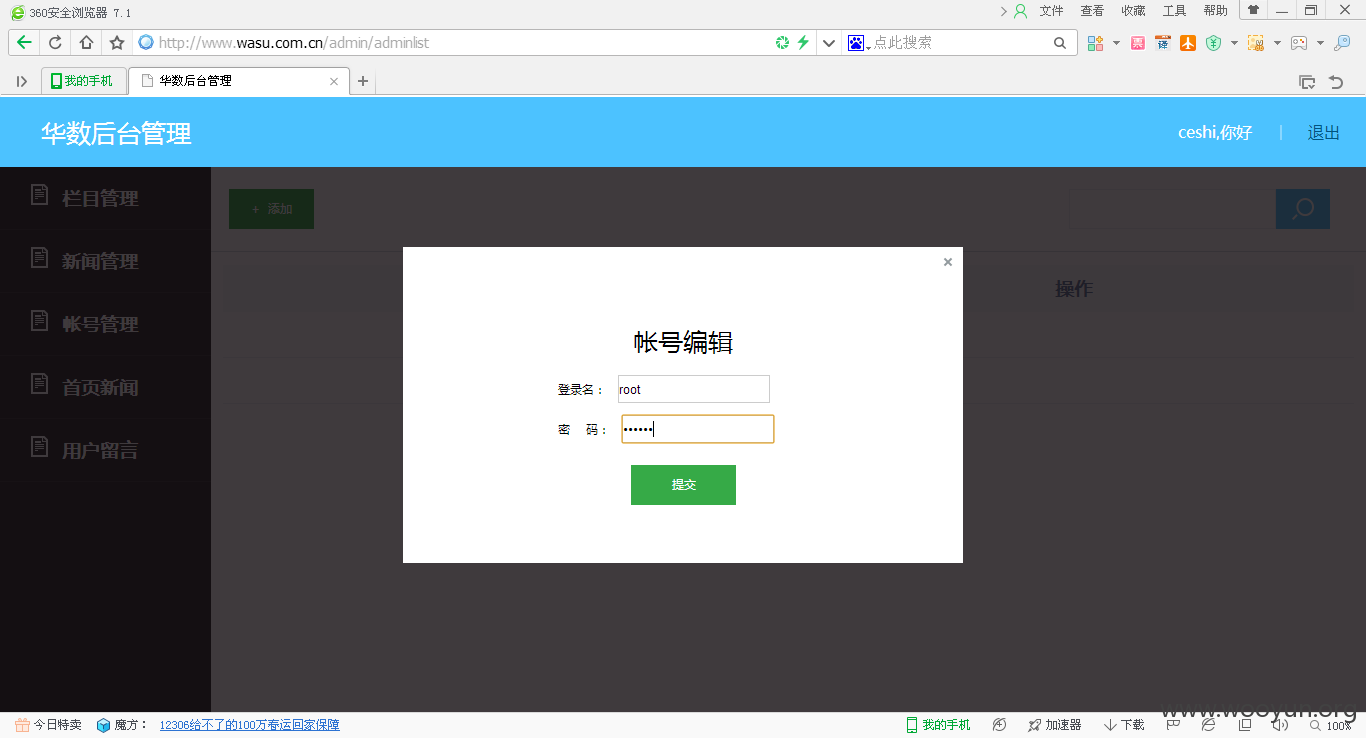 360安全浏览器 7.1
文件 查看 收藏 工具 帮助
http://www.wasu.com.cn/admin/adminlist
点此搜索
我的手机
华数后台管理
华数后台管理
ceshi,你好 | 退出
栏目管理
新闻管理
帐号管理
首页新闻
用户留言
+ 添加
操作
帐号编辑
登录名： root
密 码： ••••••
提交
今日特卖 魔方： 12306给不了的100万春运回家保障
我的手机 加速器 下载 100%
www.wooyun.org